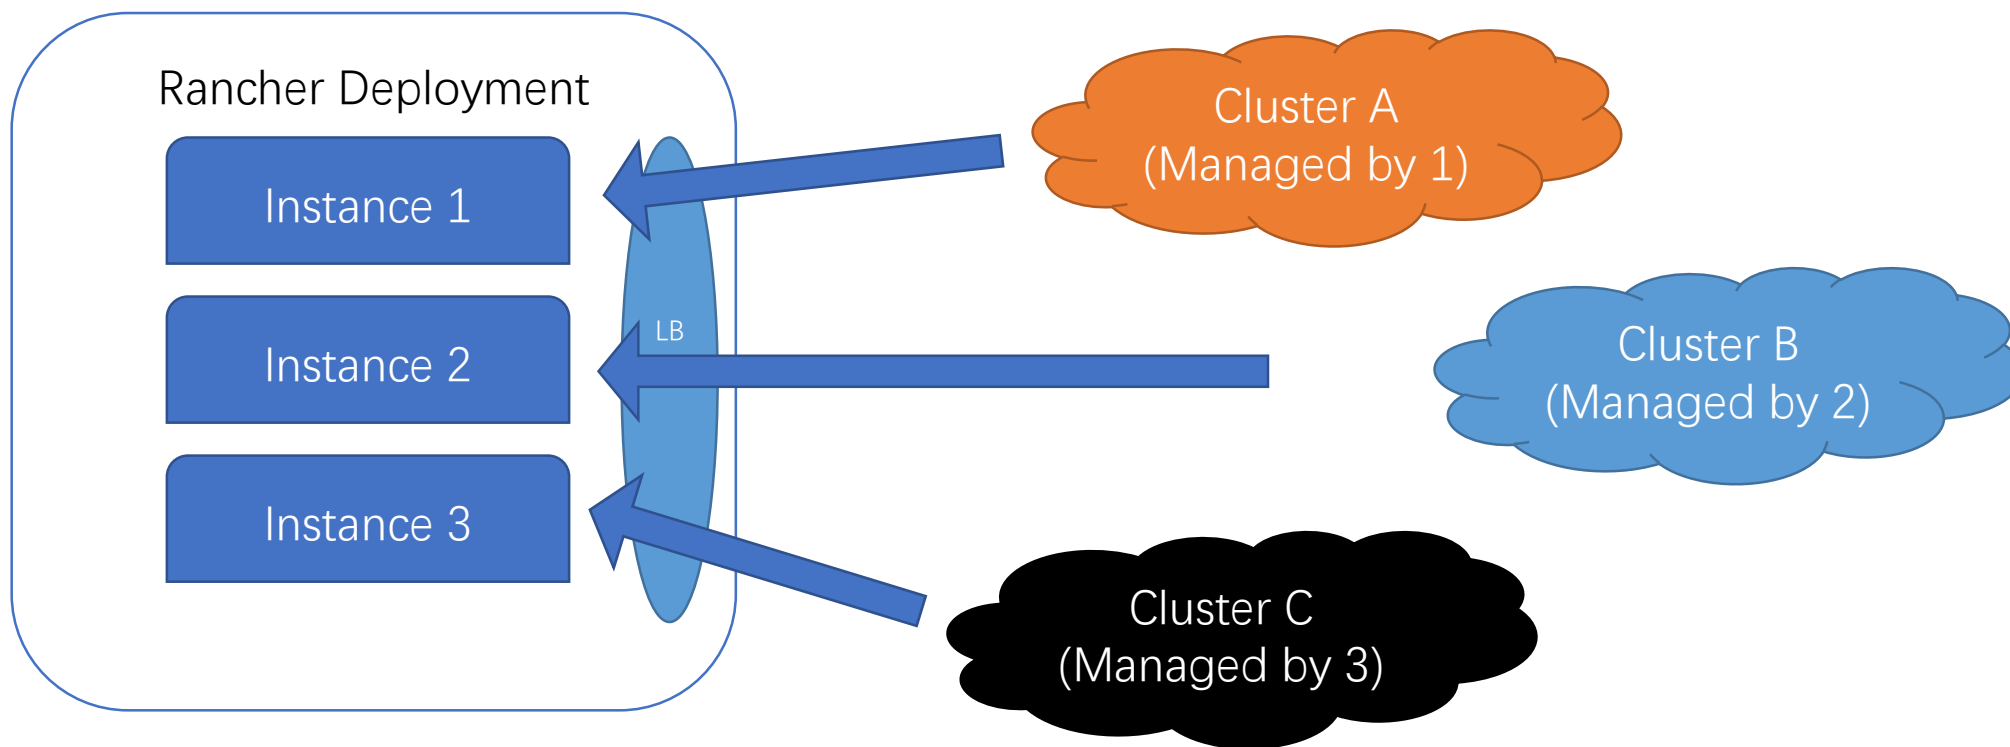 Rancher Deployment
Instance 1
Instance 2
Instance 3
LB
Cluster A
(Managed by 1)
Cluster B
(Managed by 2)
Cluster C
(Managed by 3)